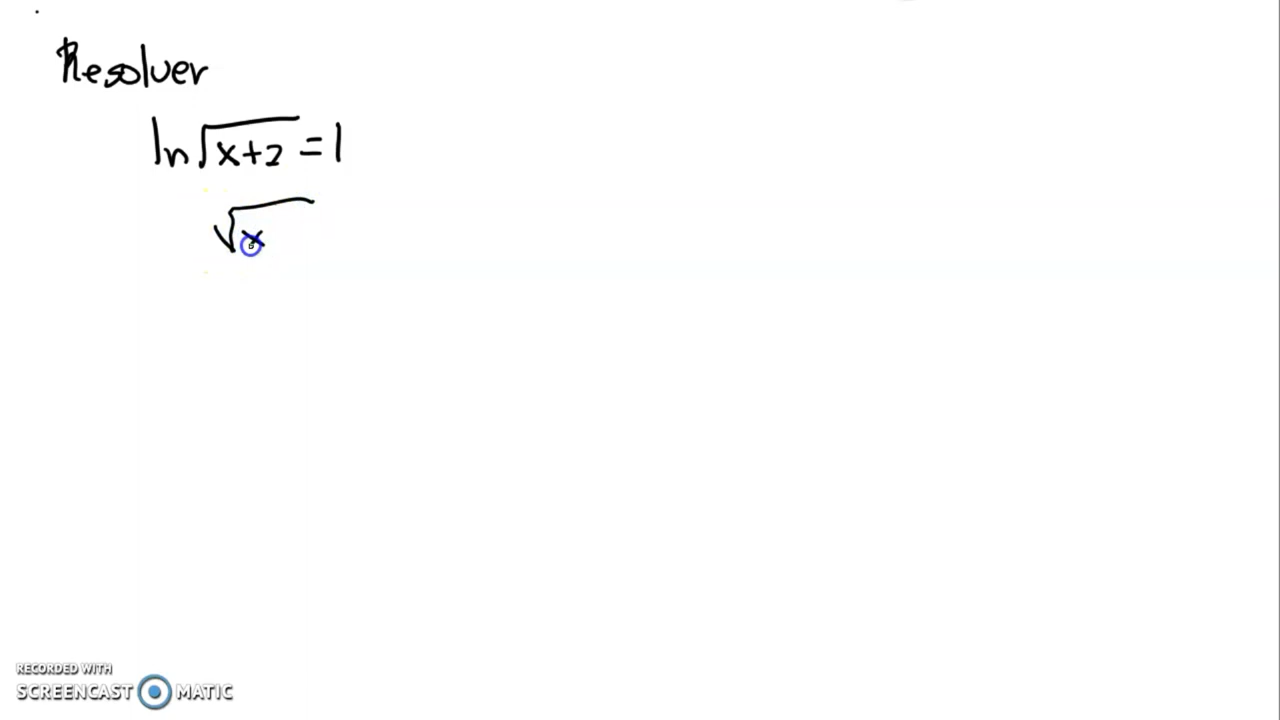 Resolver
ln√x+2 = 1
√x
RECORDED WITH
SCREENCAST MATIC